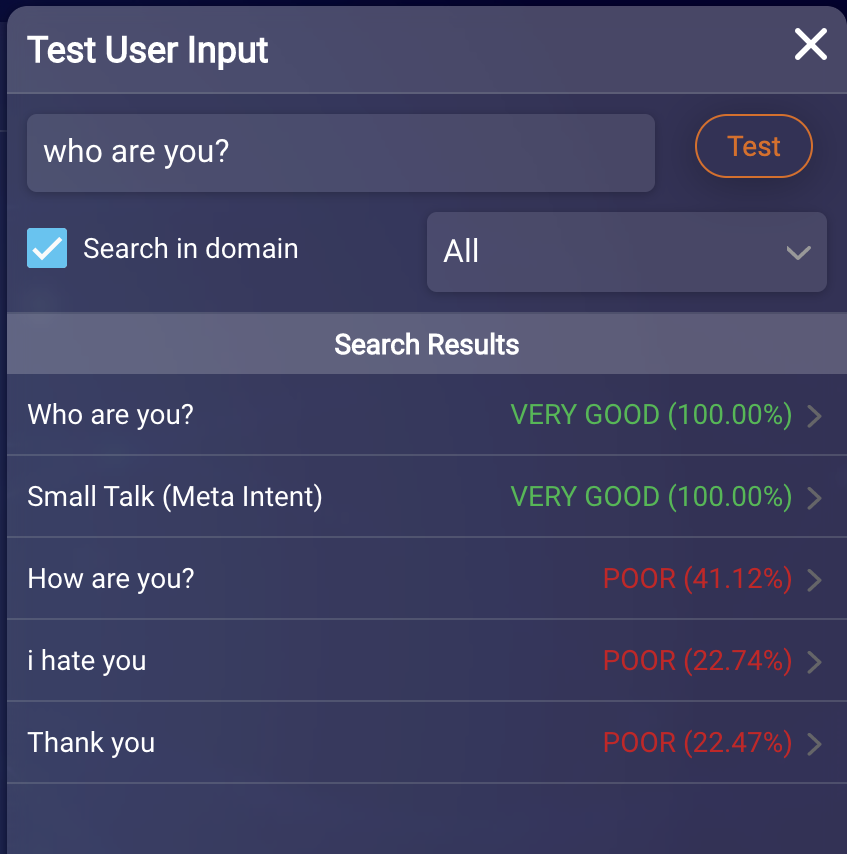 Test User Input
who are you?
Test
Search in domain
All
Search Results
Who are you? VERY GOOD (100.00%)
Small Talk (Meta Intent) VERY GOOD (100.00%)
How are you? POOR (41.12%)
i hate you POOR (22.74%)
Thank you POOR (22.47%)